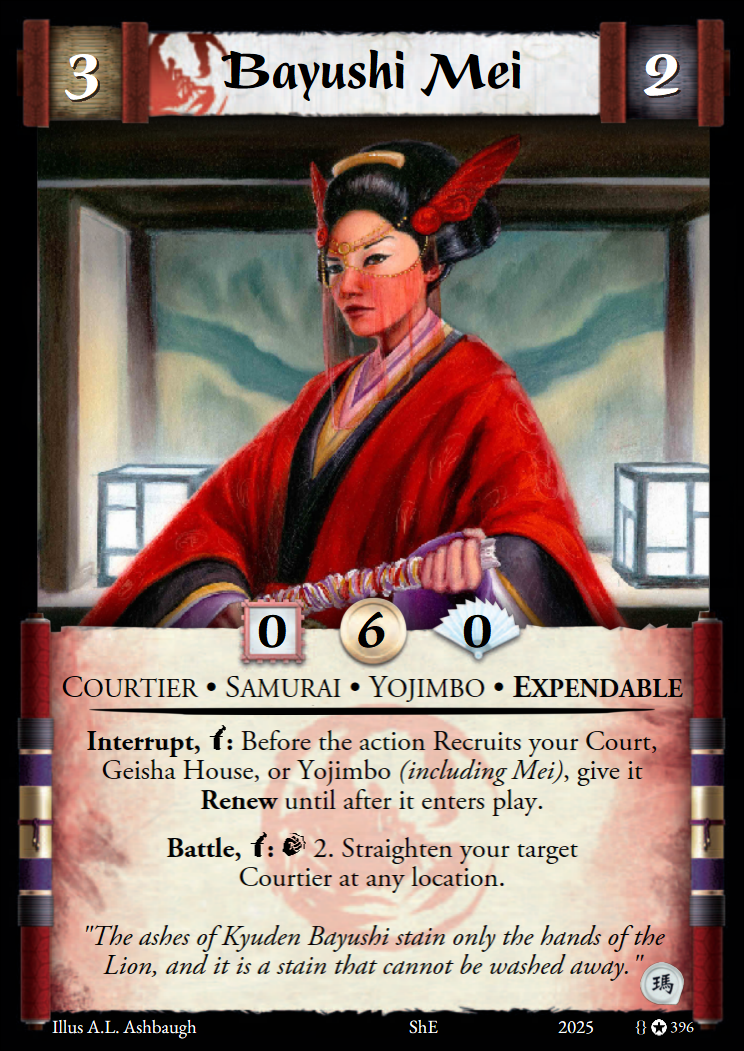 3 Bayushi Mei 2
0 6 0
COURTIER • SAMURAI • YOJIMBO • EXPENDABLE
Interrupt, : Before the action Recruits your Court,
Geisha House, or Yojimbo (including Mei), give it
Renew until after it enters play.
Battle, : 2. Straighten your target
Courtier at any location.
"The ashes of Kyuden Bayushi stain only the hands of the
Lion, and it is a stain that cannot be washed away."
瑪
Illus A.L. Ashbaugh ShE 2025 {} ✪ 396